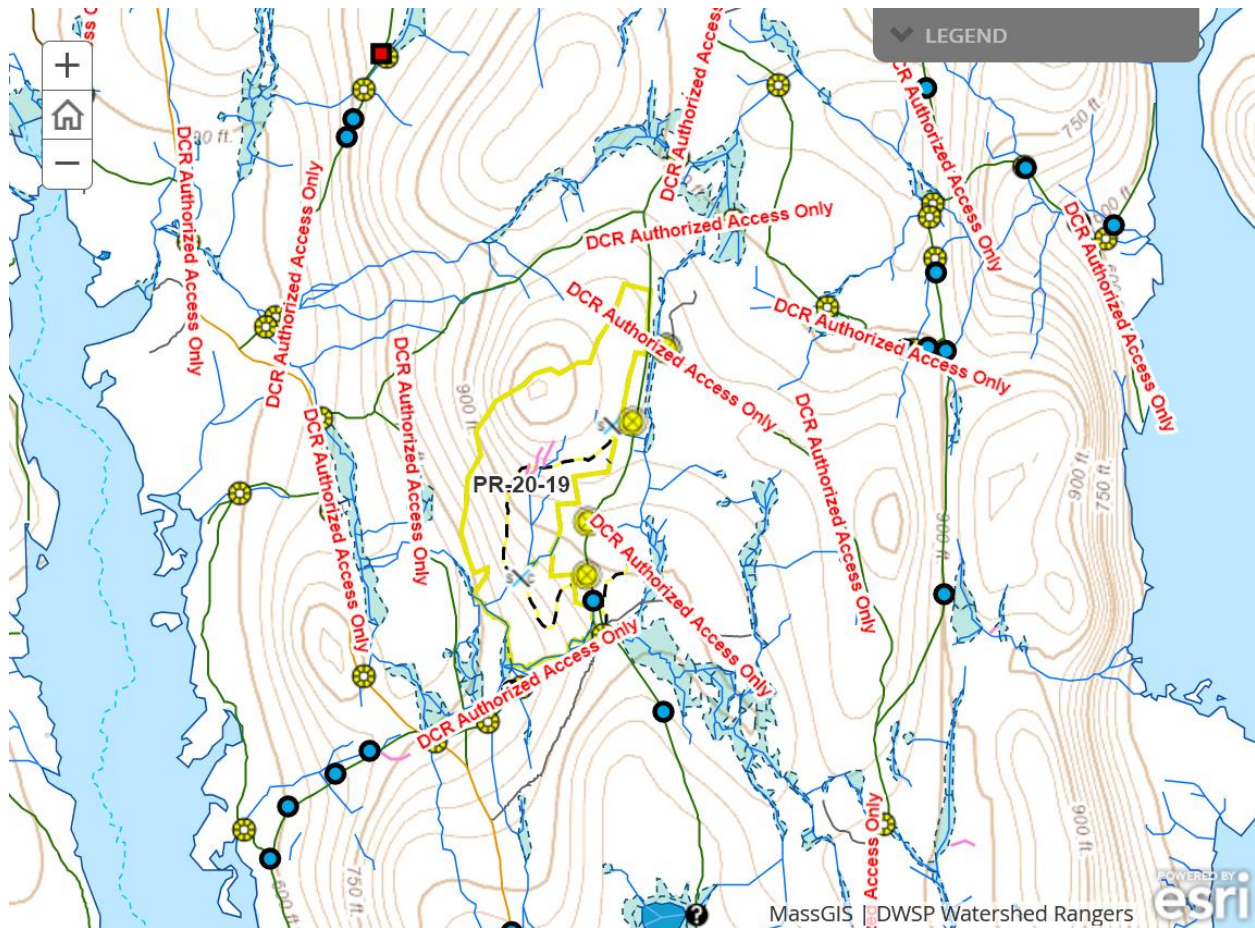 LEGEND
+
−
DCR Authorized Access Only
DCR Authorized Access Only
DCR Authorized Access Only
DCR Authorized Access Only
750 ft.
DCR Authorized Access Only
DCR Authorized Access Only
DCR Authorized Access Only
DCR Authorized Access Only
DCR Authorized Access Only
DCR Authorized Access Only
900 ft.
DCR Authorized Access Only
DCR Authorized Access Only
900 ft.
750 ft.
PR-20-19
S
S C
DCR Authorized Access Only
900 ft.
DCR Authorized Access Only
900 ft.
750 ft.
600 ft.
?
MassGIS | DWSP Watershed Rangers
POWERED BY
esri